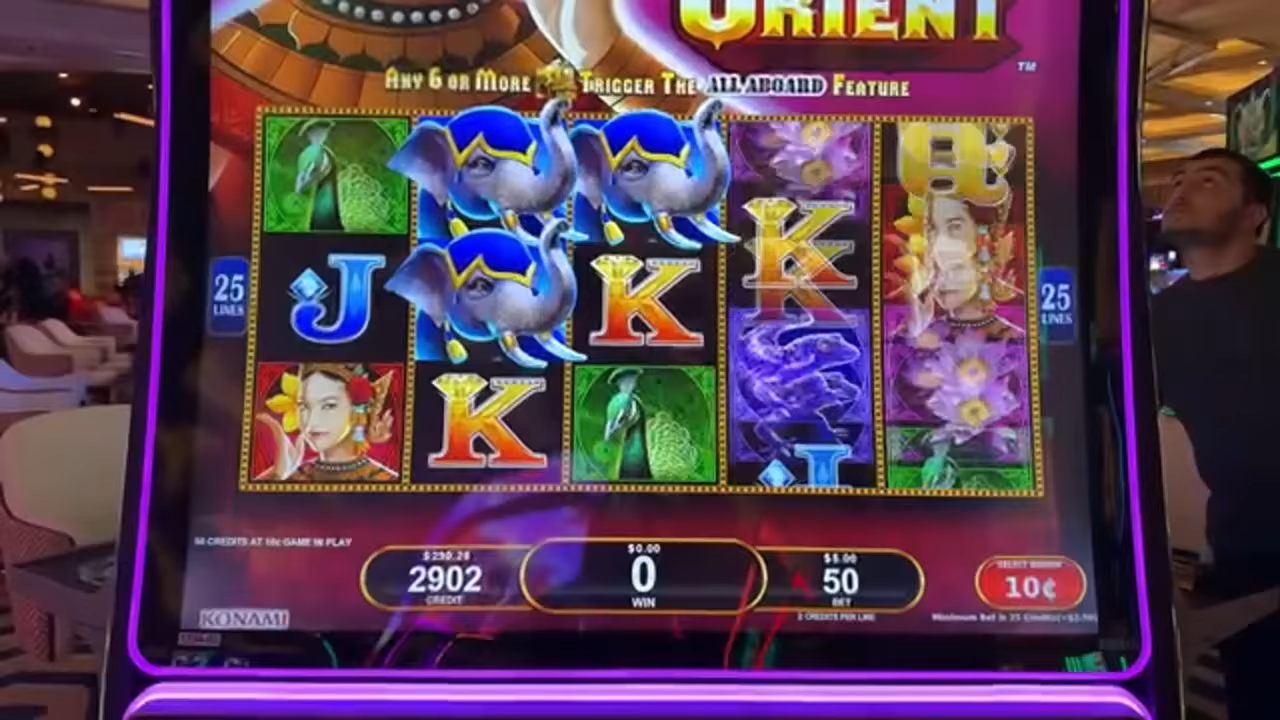 ORIENT
TM
ANY 6 OR MORE TRIGGER THE ALL ABOARD FEATURE
K
J K
25 LINES 25 LINES
K
J
50 CREDITS AT 10¢ GAME IN PLAY
$290.20 $0.00 $5.00 SELECT DENOM
2902 0 50 10¢
CREDIT WIN BET
2 CREDITS PER LINE
KONAMI